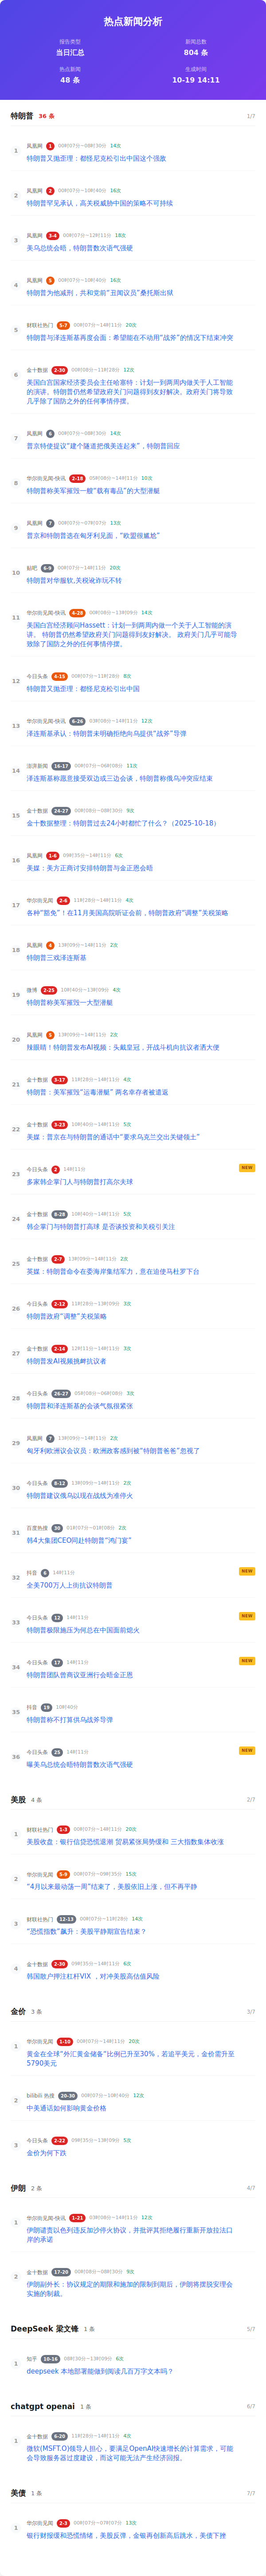 热点新闻分析
报告类型
新闻总数
当日汇总
804 条
热点新闻
生成时间
48 条
10-19 14:11
特朗普 36 条 1/7
1 凤凰网 1 00时07分~08时30分 14次
特朗普又抛歪理：都怪尼克松引出中国这个强敌
2 凤凰网 2 00时07分~10时40分 16次
特朗普罕见承认，高关税威胁中国的策略不可持续
3 凤凰网 3-4 00时07分~12时11分 18次
美乌总统会晤，特朗普数次语气强硬
4 凤凰网 5 00时07分~10时40分 16次
特朗普为他减刑，共和党前“丑闻议员”桑托斯出狱
5 财联社热门 5-7 00时07分~14时11分 20次
特朗普与泽连斯基再度会面：希望能在不动用“战斧”的情况下结束冲突
6 金十数据 2-30 00时08分~11时28分 12次
美国白宫国家经济委员会主任哈塞特：计划一到两周内做关于人工智能
的演讲。特朗普仍然希望政府关门问题得到友好解决。政府关门将导致
几乎除了国防之外的任何事情停摆。
7 凤凰网 6 00时07分~08时30分 14次
普京特使提议“建个隧道把俄美连起来”，特朗普回应
8 华尔街见闻-快讯 2-18 05时08分~14时11分 10次
特朗普称美军摧毁一艘“载有毒品”的大型潜艇
9 凤凰网 7 00时07分~07时07分 13次
普京和特朗普选在匈牙利见面，“欧盟很尴尬”
10 贴吧 6-9 00时07分~14时11分 20次
特朗普对华服软,关税讹诈玩不转
11 华尔街见闻-快讯 4-28 00时08分~13时09分 14次
美国白宫经济顾问Hassett：计划一到两周内做一个关于人工智能的演
讲。 特朗普仍然希望政府关门问题得到友好解决。 政府关门几乎可能导
致除了国防之外的任何事情停摆。
12 今日头条 4-15 00时07分~11时28分 8次
特朗普又抛歪理：都怪尼克松引出中国
13 华尔街见闻-快讯 6-26 03时08分~14时11分 12次
泽连斯基承认：特朗普未明确拒绝向乌提供“战斧”导弹
14 澎湃新闻 16-17 00时07分~06时08分 11次
泽连斯基称愿意接受双边或三边会谈，特朗普称俄乌冲突应结束
15 金十数据 24-27 00时08分~08时30分 9次
金十数据整理：特朗普过去24小时都忙了什么？（2025-10-18）
16 凤凰网 1-6 09时35分~14时11分 6次
美媒：美方正商讨安排特朗普与金正恩会晤
17 华尔街见闻 2-6 11时28分~14时11分 4次
各种“豁免”！在11月美国高院听证会前，特朗普政府“调整”关税策略
18 凤凰网 4 13时09分~14时11分 2次
特朗普三戏泽连斯基
19 微博 2-25 10时40分~13时09分 4次
特朗普称美军摧毁一大型潜艇
20 凤凰网 5 13时09分~14时11分 2次
辣眼睛！特朗普发布AI视频：头戴皇冠，开战斗机向抗议者洒大便
21 金十数据 3-17 11时28分~14时11分 4次
特朗普：美军摧毁“运毒潜艇” 两名幸存者被遣返
22 金十数据 3-23 10时40分~14时11分 5次
美媒：普京在与特朗普的通话中“要求乌克兰交出关键领土”
23 今日头条 2 14时11分 NEW
多家韩企掌门人与特朗普打高尔夫球
24 金十数据 6-28 10时40分~14时11分 5次
韩企掌门与特朗普打高球 是否谈投资和关税引关注
25 金十数据 2-7 13时09分~14时11分 2次
英媒：特朗普命令在委海岸集结军力，意在迫使马杜罗下台
26 今日头条 2-12 11时28分~13时09分 3次
特朗普政府“调整”关税策略
27 金十数据 2-14 12时11分~14时11分 3次
特朗普发AI视频挑衅抗议者
28 今日头条 26-27 05时08分~06时08分 3次
特朗普和泽连斯基的会谈气氛很紧张
29 凤凰网 7 13时09分~14时11分 2次
匈牙利欧洲议会议员：欧洲政客感到被“特朗普爸爸”忽视了
30 今日头条 8-12 13时09分~14时11分 2次
特朗普建议俄乌以现在战线为准停火
31 百度热搜 30 01时07分~01时08分 2次
韩4大集团CEO同赴特朗普“鸿门宴”
32 抖音 6 14时11分 NEW
全美700万人上街抗议特朗普
33 今日头条 12 14时11分 NEW
特朗普极限施压为何总在中国面前熄火
34 今日头条 17 14时11分 NEW
特朗普团队曾商议亚洲行会晤金正恩
35 抖音 19 10时40分
特朗普称不打算供乌战斧导弹
36 今日头条 25 14时11分 NEW
曝美乌总统会晤特朗普数次语气强硬
美股 4 条 2/7
1 财联社热门 1-3 00时07分~14时11分 20次
美股收盘：银行信贷恐慌退潮 贸易紧张局势缓和 三大指数集体收涨
2 华尔街见闻 5-9 00时07分~09时35分 15次
“4月以来最动荡一周”结束了，美股依旧上涨，但不再平静
3 财联社热门 12-13 00时07分~11时28分 14次
“恐慌指数”飙升：美股平静期宣告结束？
4 金十数据 2-30 09时35分~14时11分 6次
韩国散户押注杠杆VIX ，对冲美股高估值风险
金价 3 条 3/7
1 华尔街见闻 1-10 00时07分~14时11分 20次
黄金在全球“外汇黄金储备”比例已升至30%，若追平美元，金价需升至
5790美元
2 bilibili 热搜 20-30 00时07分~10时40分 12次
中美通话如何影响黄金价格
3 今日头条 2-22 09时35分~13时09分 5次
金价为何下跌
伊朗 2 条 4/7
1 华尔街见闻-快讯 1-21 03时08分~14时11分 12次
伊朗谴责以色列违反加沙停火协议，并批评其拒绝履行重新开放拉法口
岸的承诺
2 金十数据 17-20 00时08分~08时30分 9次
伊朗副外长：协议规定的期限和施加的限制到期后，伊朗将摆脱安理会
实施的制裁。
DeepSeek 梁文锋 1 条 5/7
1 知乎 10-16 08时30分~13时09分 6次
deepseek 本地部署能做到阅读几百万字文本吗？
chatgpt openai 1 条 6/7
1 金十数据 6-20 11时28分~14时11分 4次
微软(MSFT.O)领导人担心，要满足OpenAI快速增长的计算需求，可能
会导致服务器过度建设，而这可能无法产生经济回报。
美债 1 条 7/7
1 华尔街见闻 2-3 00时07分~07时07分 13次
银行财报缓和恐慌情绪，美股反弹，金银再创新高后跳水，美债下挫